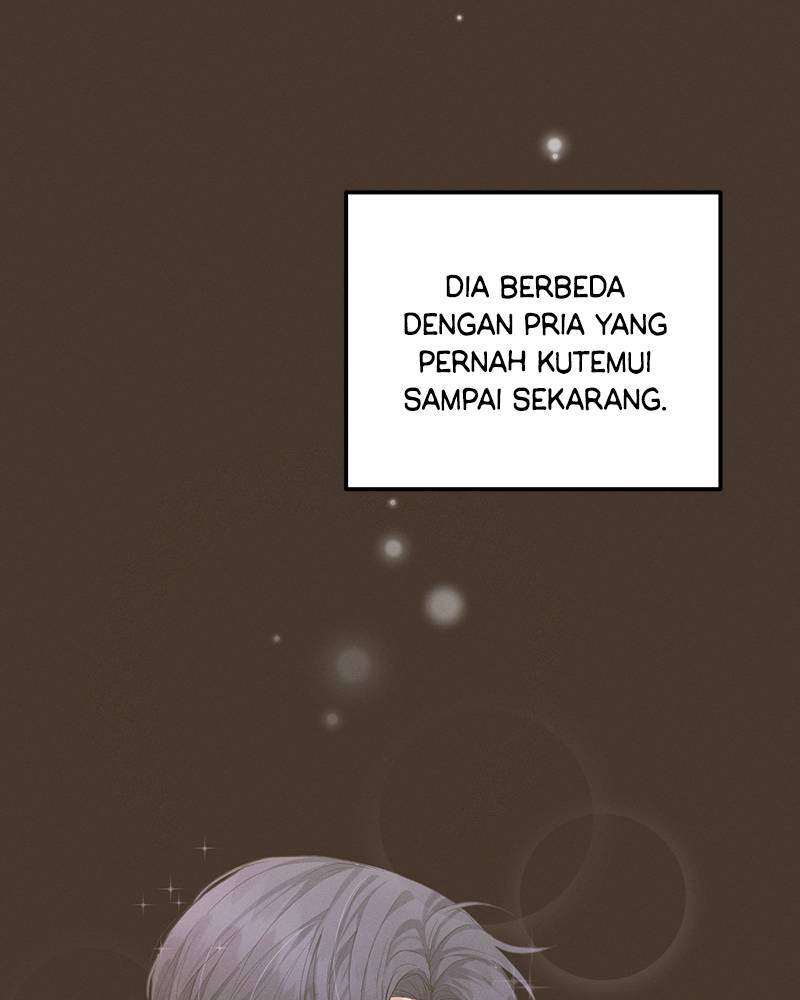 DIA BERBEDA
DENGAN PRIA YANG
PERNAH KUTEMUI
SAMPAI SEKARANG.